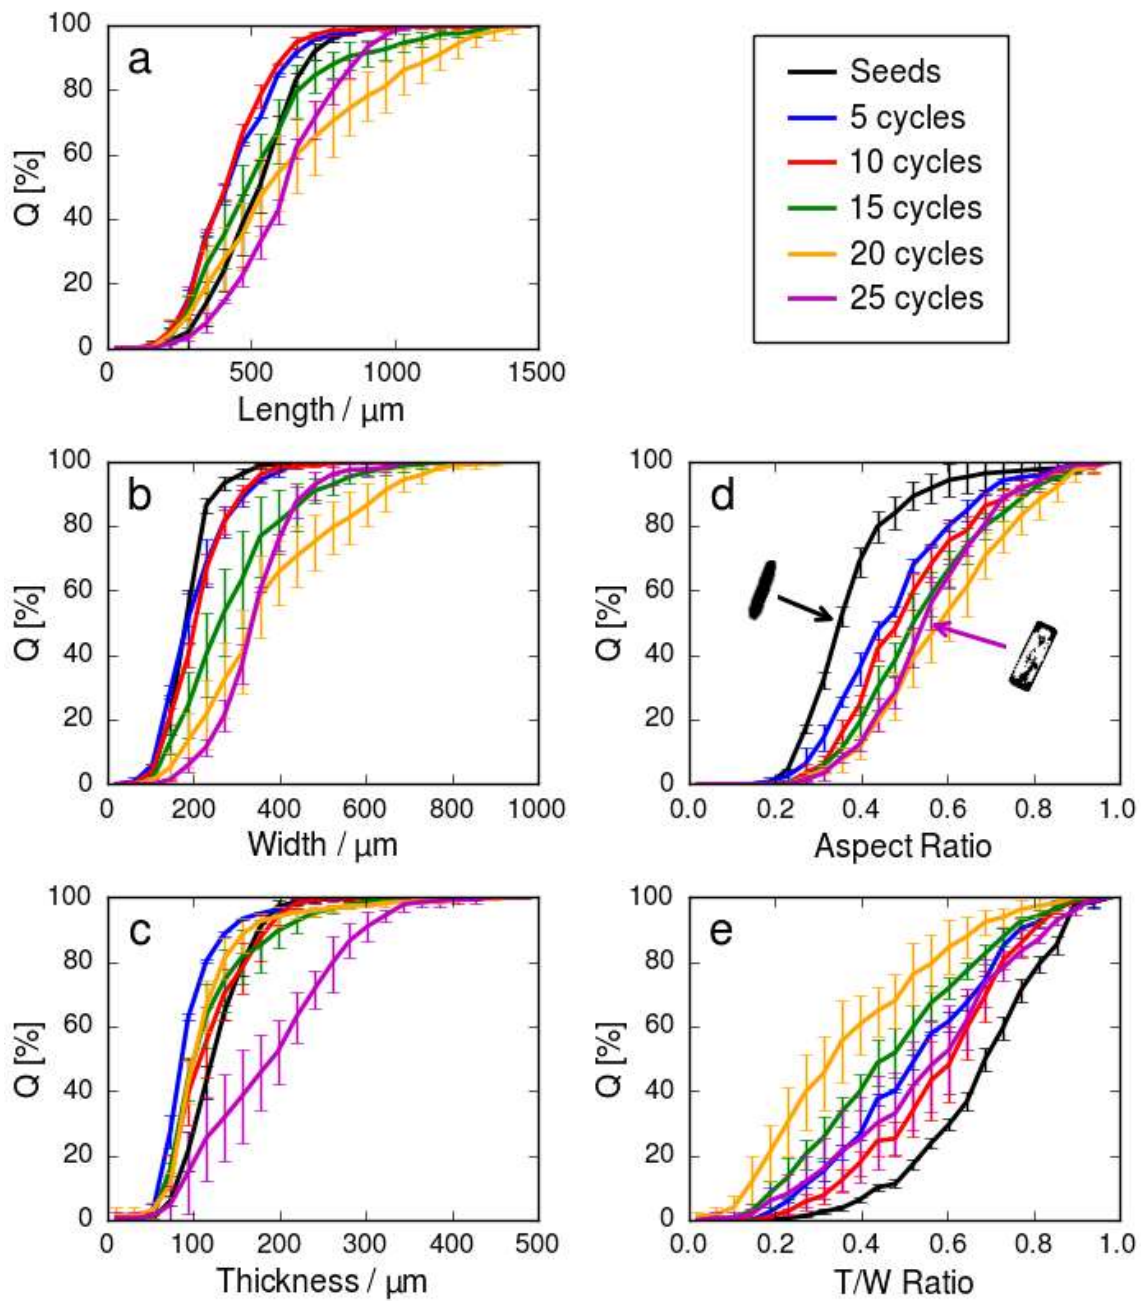 a
100
80
60
40
20
0
Q [%]
0 500 1000 1500
Length / µm
Seeds
5 cycles
10 cycles
15 cycles
20 cycles
25 cycles
b
100
80
60
40
20
0
Q [%]
0 200 400 600 800 1000
Width / µm
d
100
80
60
40
20
0
Q [%]
0.0 0.2 0.4 0.6 0.8 1.0
Aspect Ratio
c
100
80
60
40
20
0
Q [%]
0 100 200 300 400 500
Thickness / µm
e
100
80
60
40
20
0
Q [%]
0.0 0.2 0.4 0.6 0.8 1.0
T/W Ratio